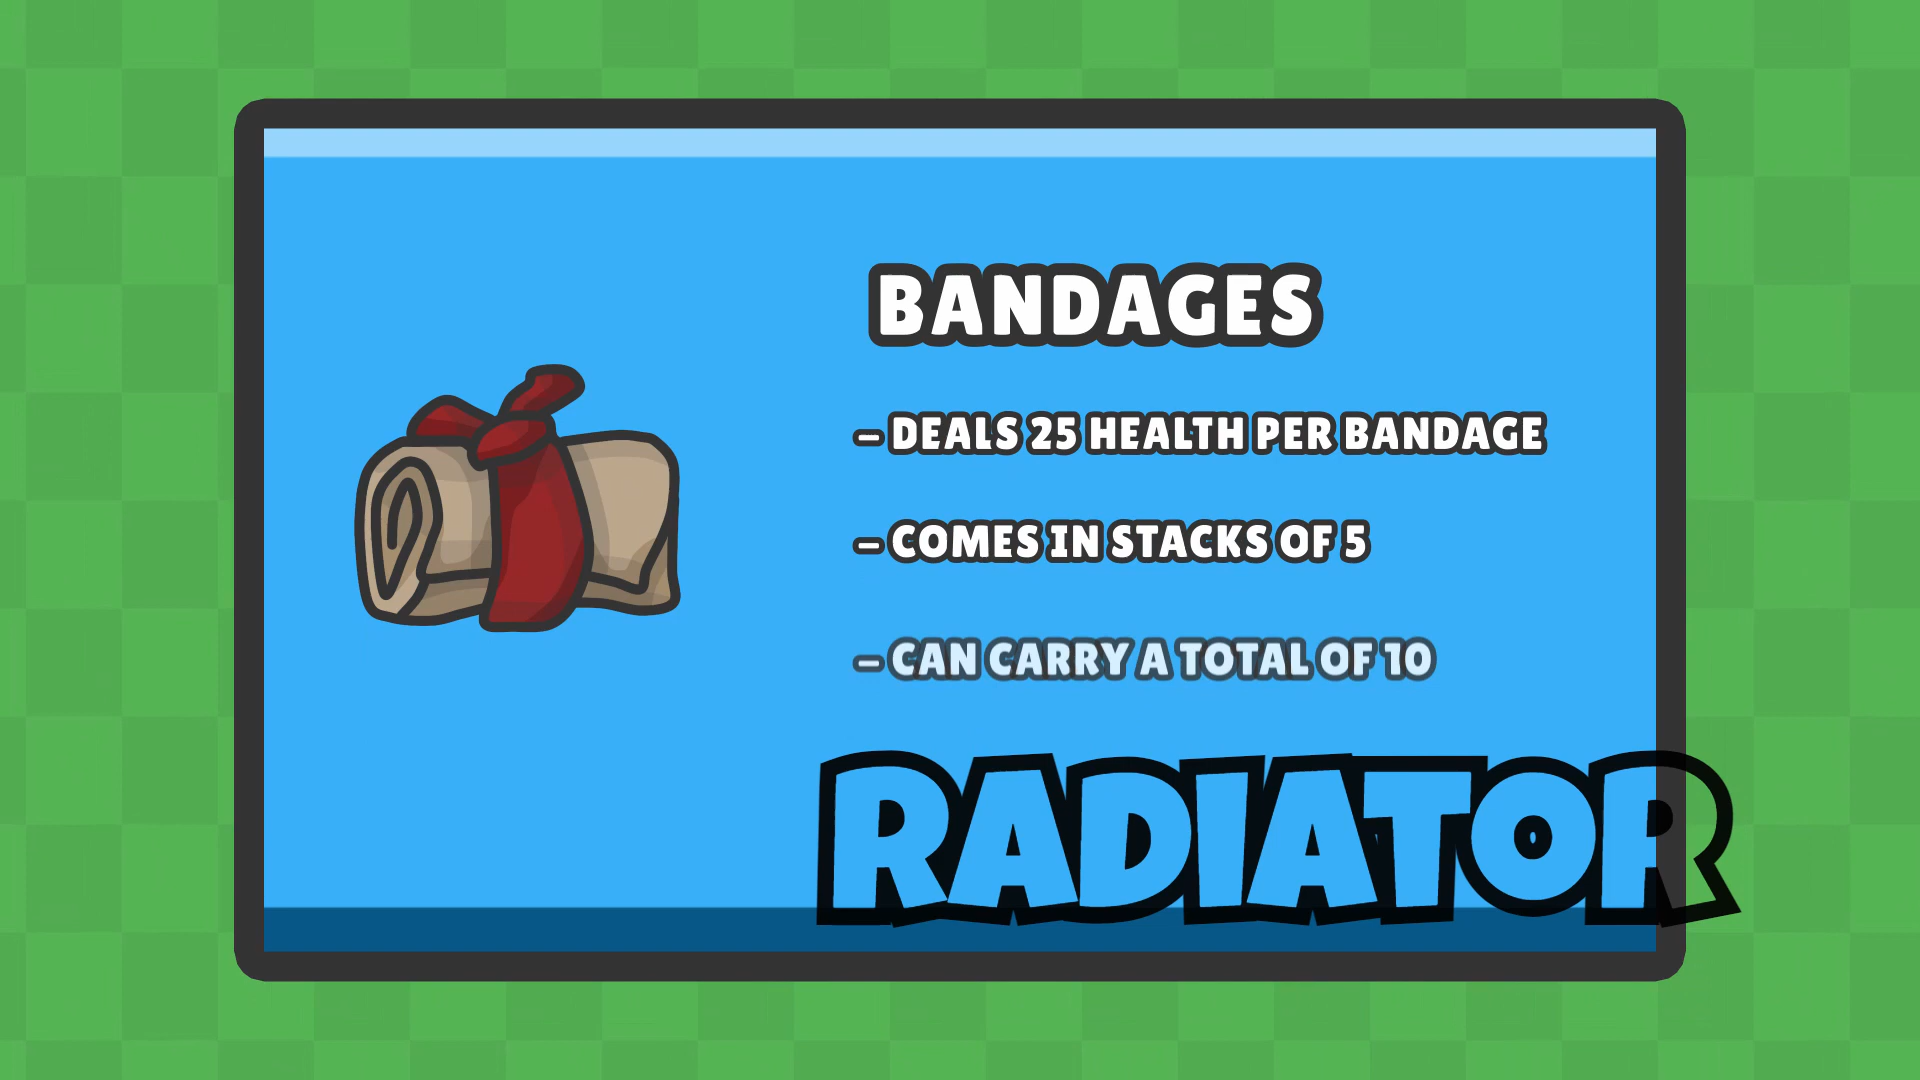 BANDAGES
– DEALS 25 HEALTH PER BANDAGE
– COMES IN STACKS OF 5
– CAN CARRY A TOTAL OF 10
RADIATOR